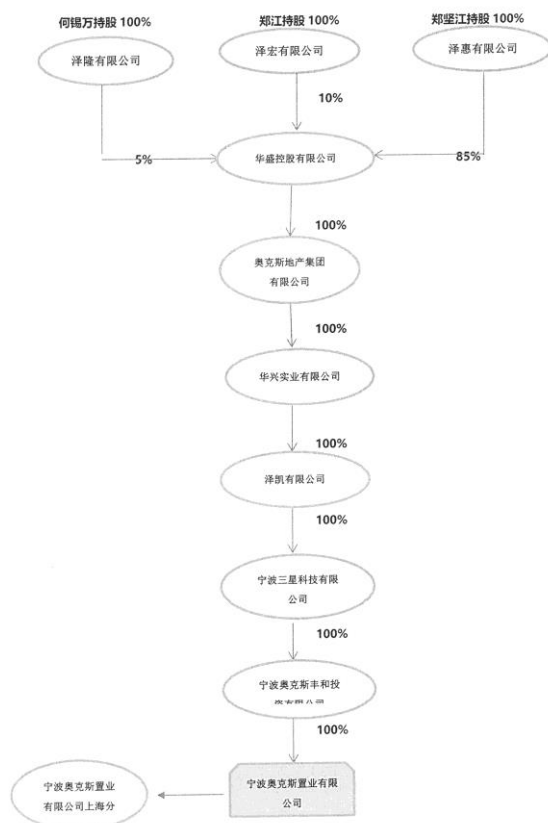 何锡万持股 100%
郑江持股 100%
郑坚江持股 100%
泽隆有限公司
泽宏有限公司
泽惠有限公司
10%
5%
华盛控股有限公司
85%
100%
奥克斯地产集团
有限公司
100%
华兴实业有限公司
100%
泽凯有限公司
100%
宁波三星科技有限
公司
100%
宁波奥克斯丰和投
资有限公司
100%
宁波奥克斯置业有限
公司
宁波奥克斯置业
有限公司上海分